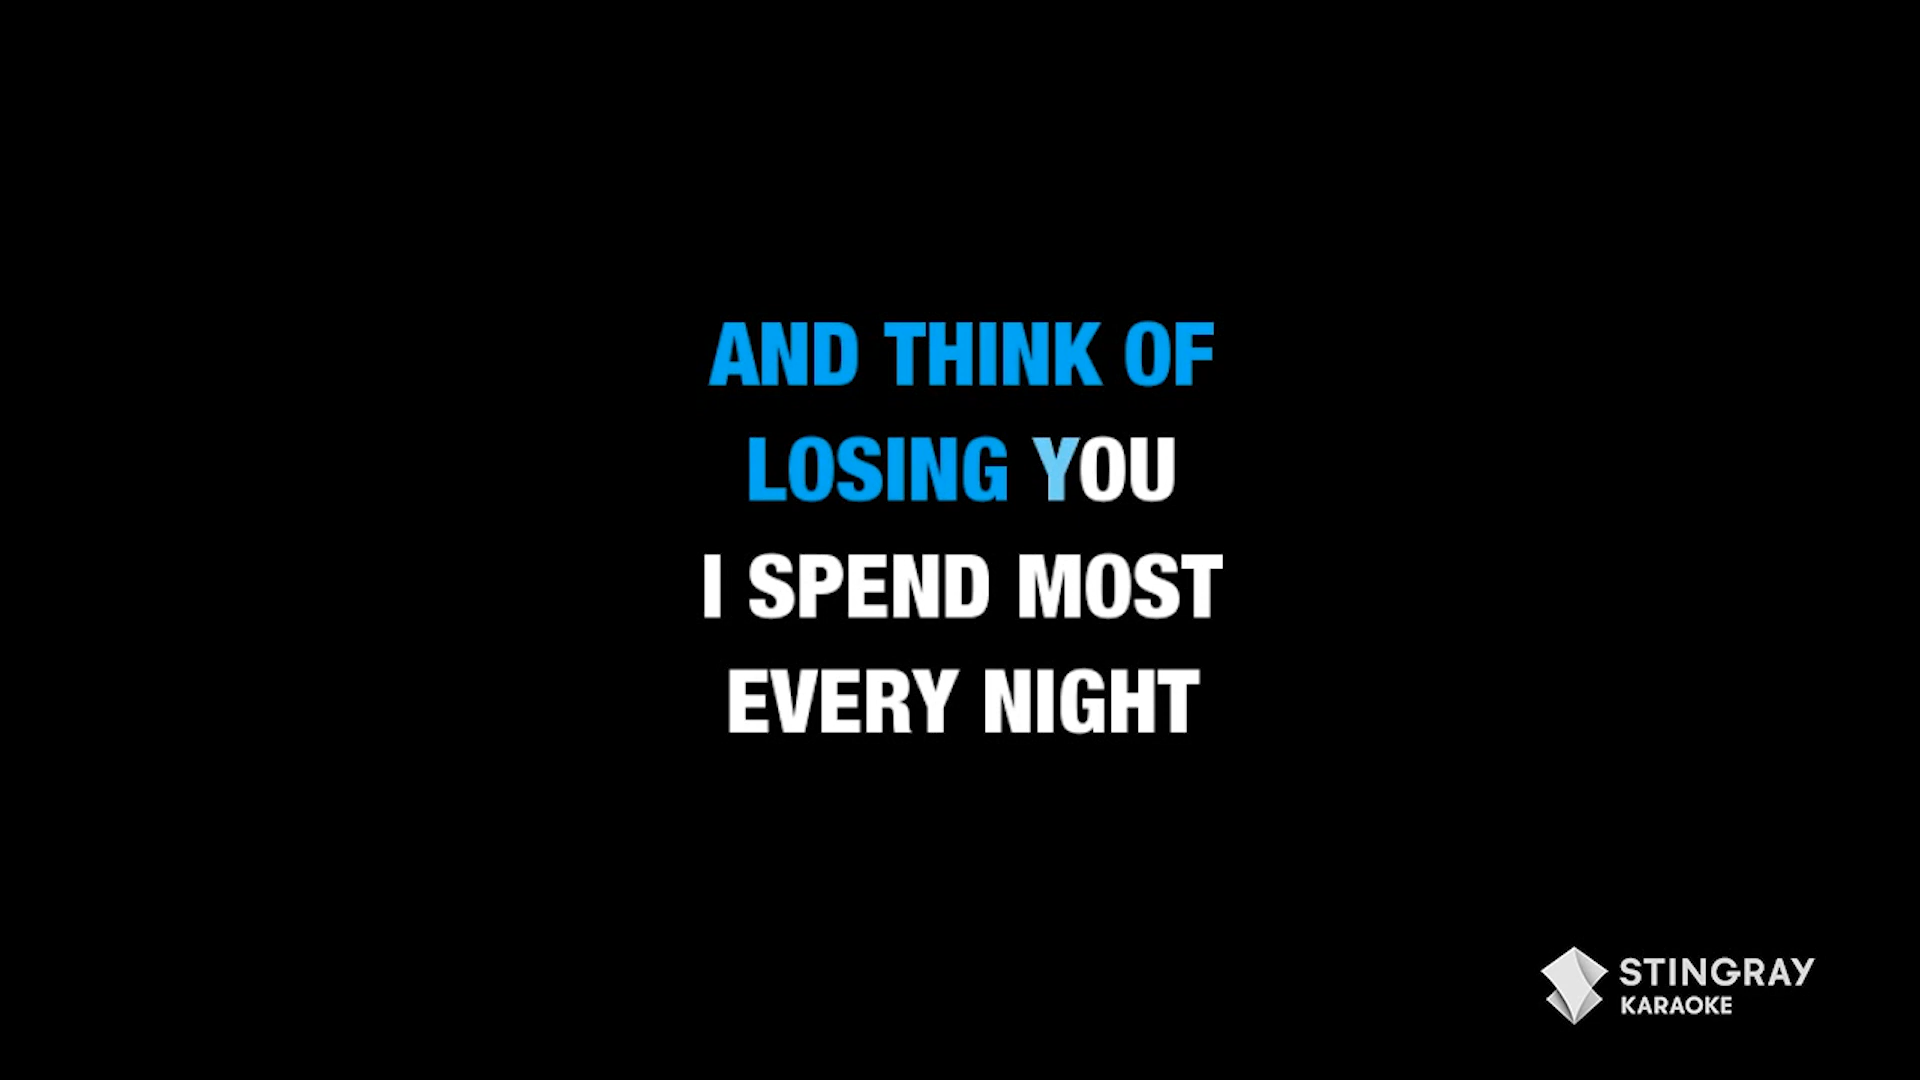 AND THINK OF
LOSING YOU
I SPEND MOST
EVERY NIGHT
STINGRAY
KARAOKE